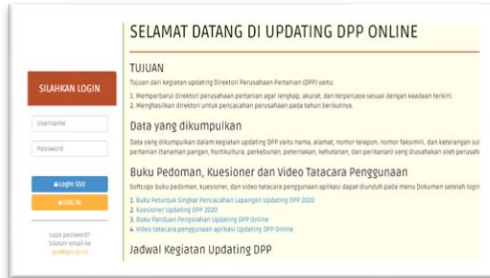 SELAMAT DATANG DI UPDATING DPP ONLINE
SILAHKAN LOGIN
Username
Password
Login SSO
LOG IN
Lupa password?
Silakan email ke
TUJUAN
Tujuan dari kegiatan updating Direktori Perusahaan Pertanian (DPP) yaitu:
1. Memperbarui direktori perusahaan pertanian agar lengkap, akurat, dan terpercaya sesuai dengan keadaan terkini.
2. Menghasilkan direktori untuk pencacahan perusahaan pada tahun berikutnya.
Data yang dikumpulkan
Data yang dikumpulkan dalam kegiatan updating DPP yaitu nama, alamat, nomor telepon, nomor faksimili, dan keterangan sul
pertanian (tanaman pangan, hortikultura, perkebunan, peternakan, kehutanan, dan perikanan) yang diusahakan oleh perusah
Buku Pedoman, Kuesioner dan Video Tatacara Penggunaan
Softcopy buku pedoman, kuesioner, dan video tatacara penggunaan aplikasi dapat diunduh pada menu Dokumen setelah login
1. Buku Petunjuk Singkat Pencacahan Lapangan Updating DPP 2020
2. Kuesioner Updating DPP 2020
3. Buku Panduan Pengolahan Updating DPP Online
4. Video tatacara penggunaan aplikasi Updating DPP Online
Jadwal Kegiatan Updating DPP